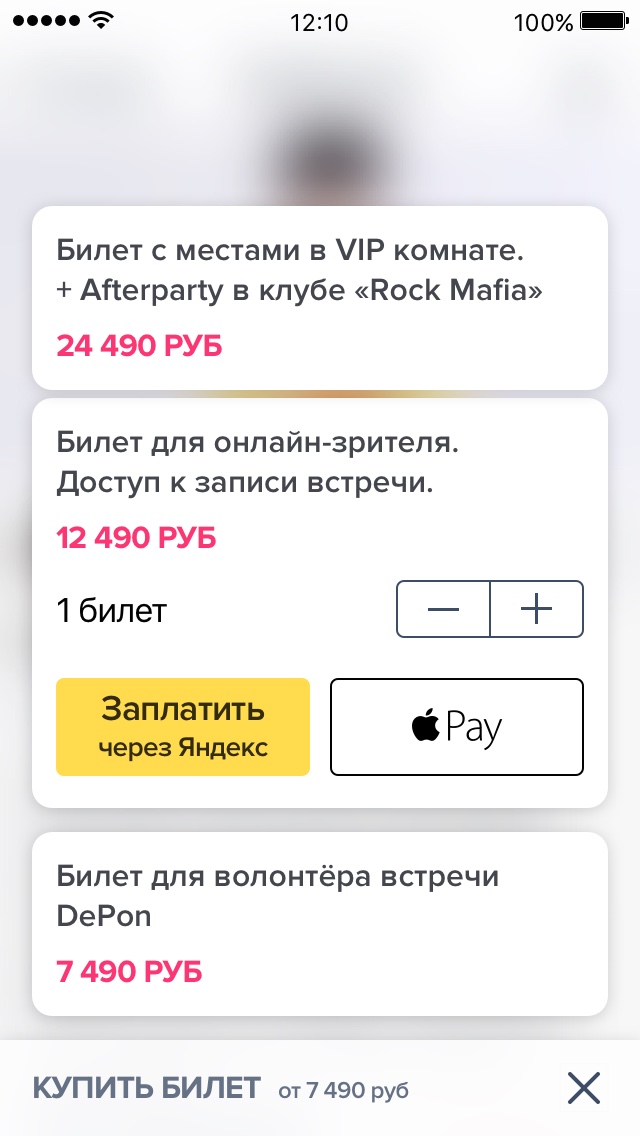 12:10
100%
Билет с местами в VIP комнате.
+ Afterparty в клубе «Rock Mafia»
24 490 РУБ
Билет для онлайн-зрителя.
Доступ к записи встречи.
12 490 РУБ
1 билет
Заплатить
через Яндекс
Pay
Билет для волонтёра встречи
DePon
7 490 РУБ
КУПИТЬ БИЛЕТ от 7 490 руб